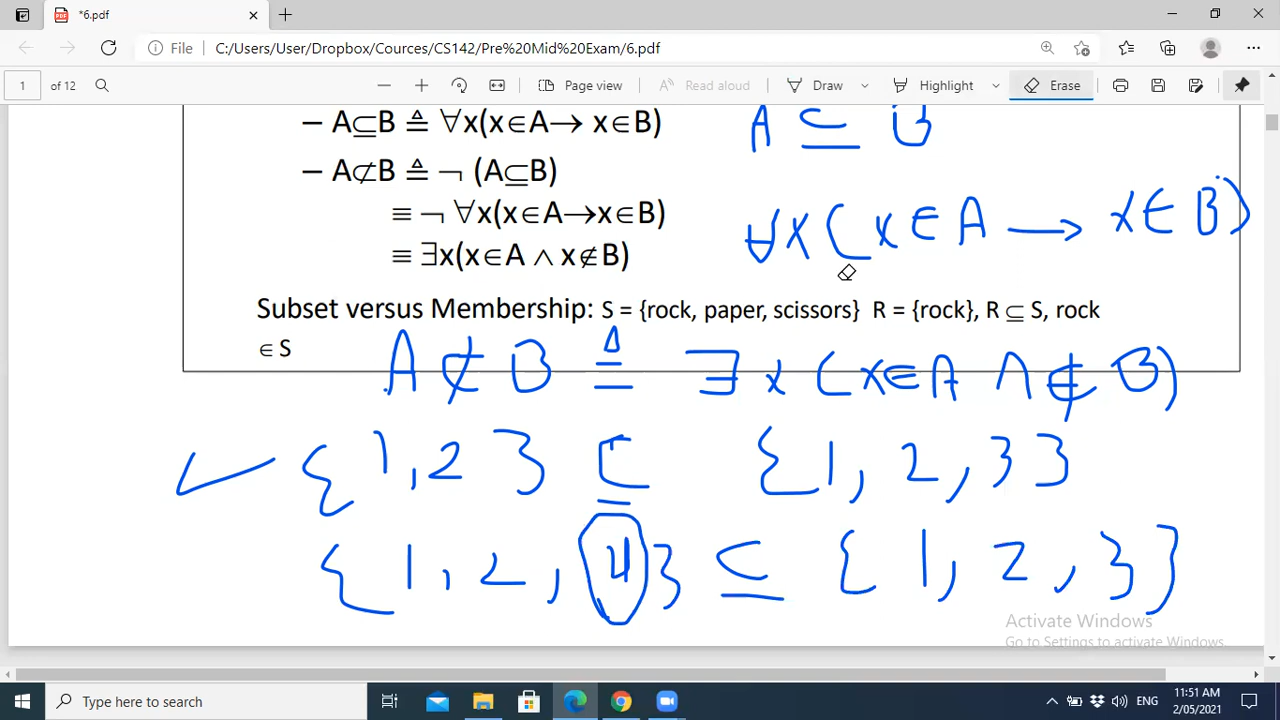 *6.pdf
File C:/Users/User/Dropbox/Cources/CS142/Pre%20Mid%20Exam/6.pdf
1 of 12 Page view Read aloud Draw Highlight Erase
– A⊆B ≜ ∀x(x∈A→ x∈B)
A ⊆ B
– A⊄B ≜ ¬ (A⊆B)
≡ ¬ ∀x(x∈A→x∈B)
∀x(x∈A → x∈B)
≡ ∃x(x∈A ∧ x∉B)
Subset versus Membership: S = {rock, paper, scissors} R = {rock}, R ⊆ S, rock
∈ S
A ⊄ B ≜ ∃x(x∈A ∧ ∉ B)
✓ {1,2} ⊆ {1,2,3}
{1,2,4} ⊆ {1,2,3}
Activate Windows
Go to Settings to activate Windows.
Type here to search
ENG
11:51 AM
2/05/2021